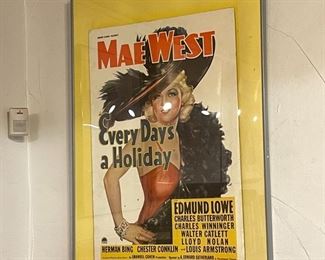 MAE WEST
Every Day's
a Holiday
EDMUND LOWE
CHARLES BUTTERWORTH
CHARLES WINNINGER
WALTER CATLETT
LLOYD NOLAN
LOUIS ARMSTRONG
HERMAN BING CHESTER CONKLIN